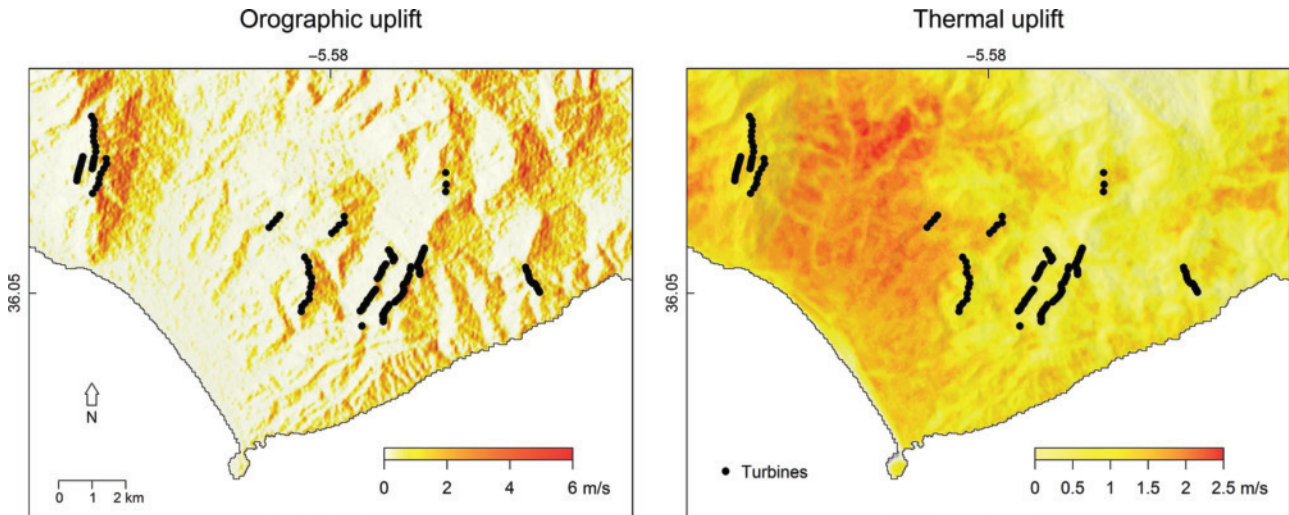 Orographic uplift
–5.58
36.05
N
0 1 2 km
0 2 4 6 m/s
Thermal uplift
–5.58
36.05
Turbines
0 0.5 1 1.5 2 2.5 m/s